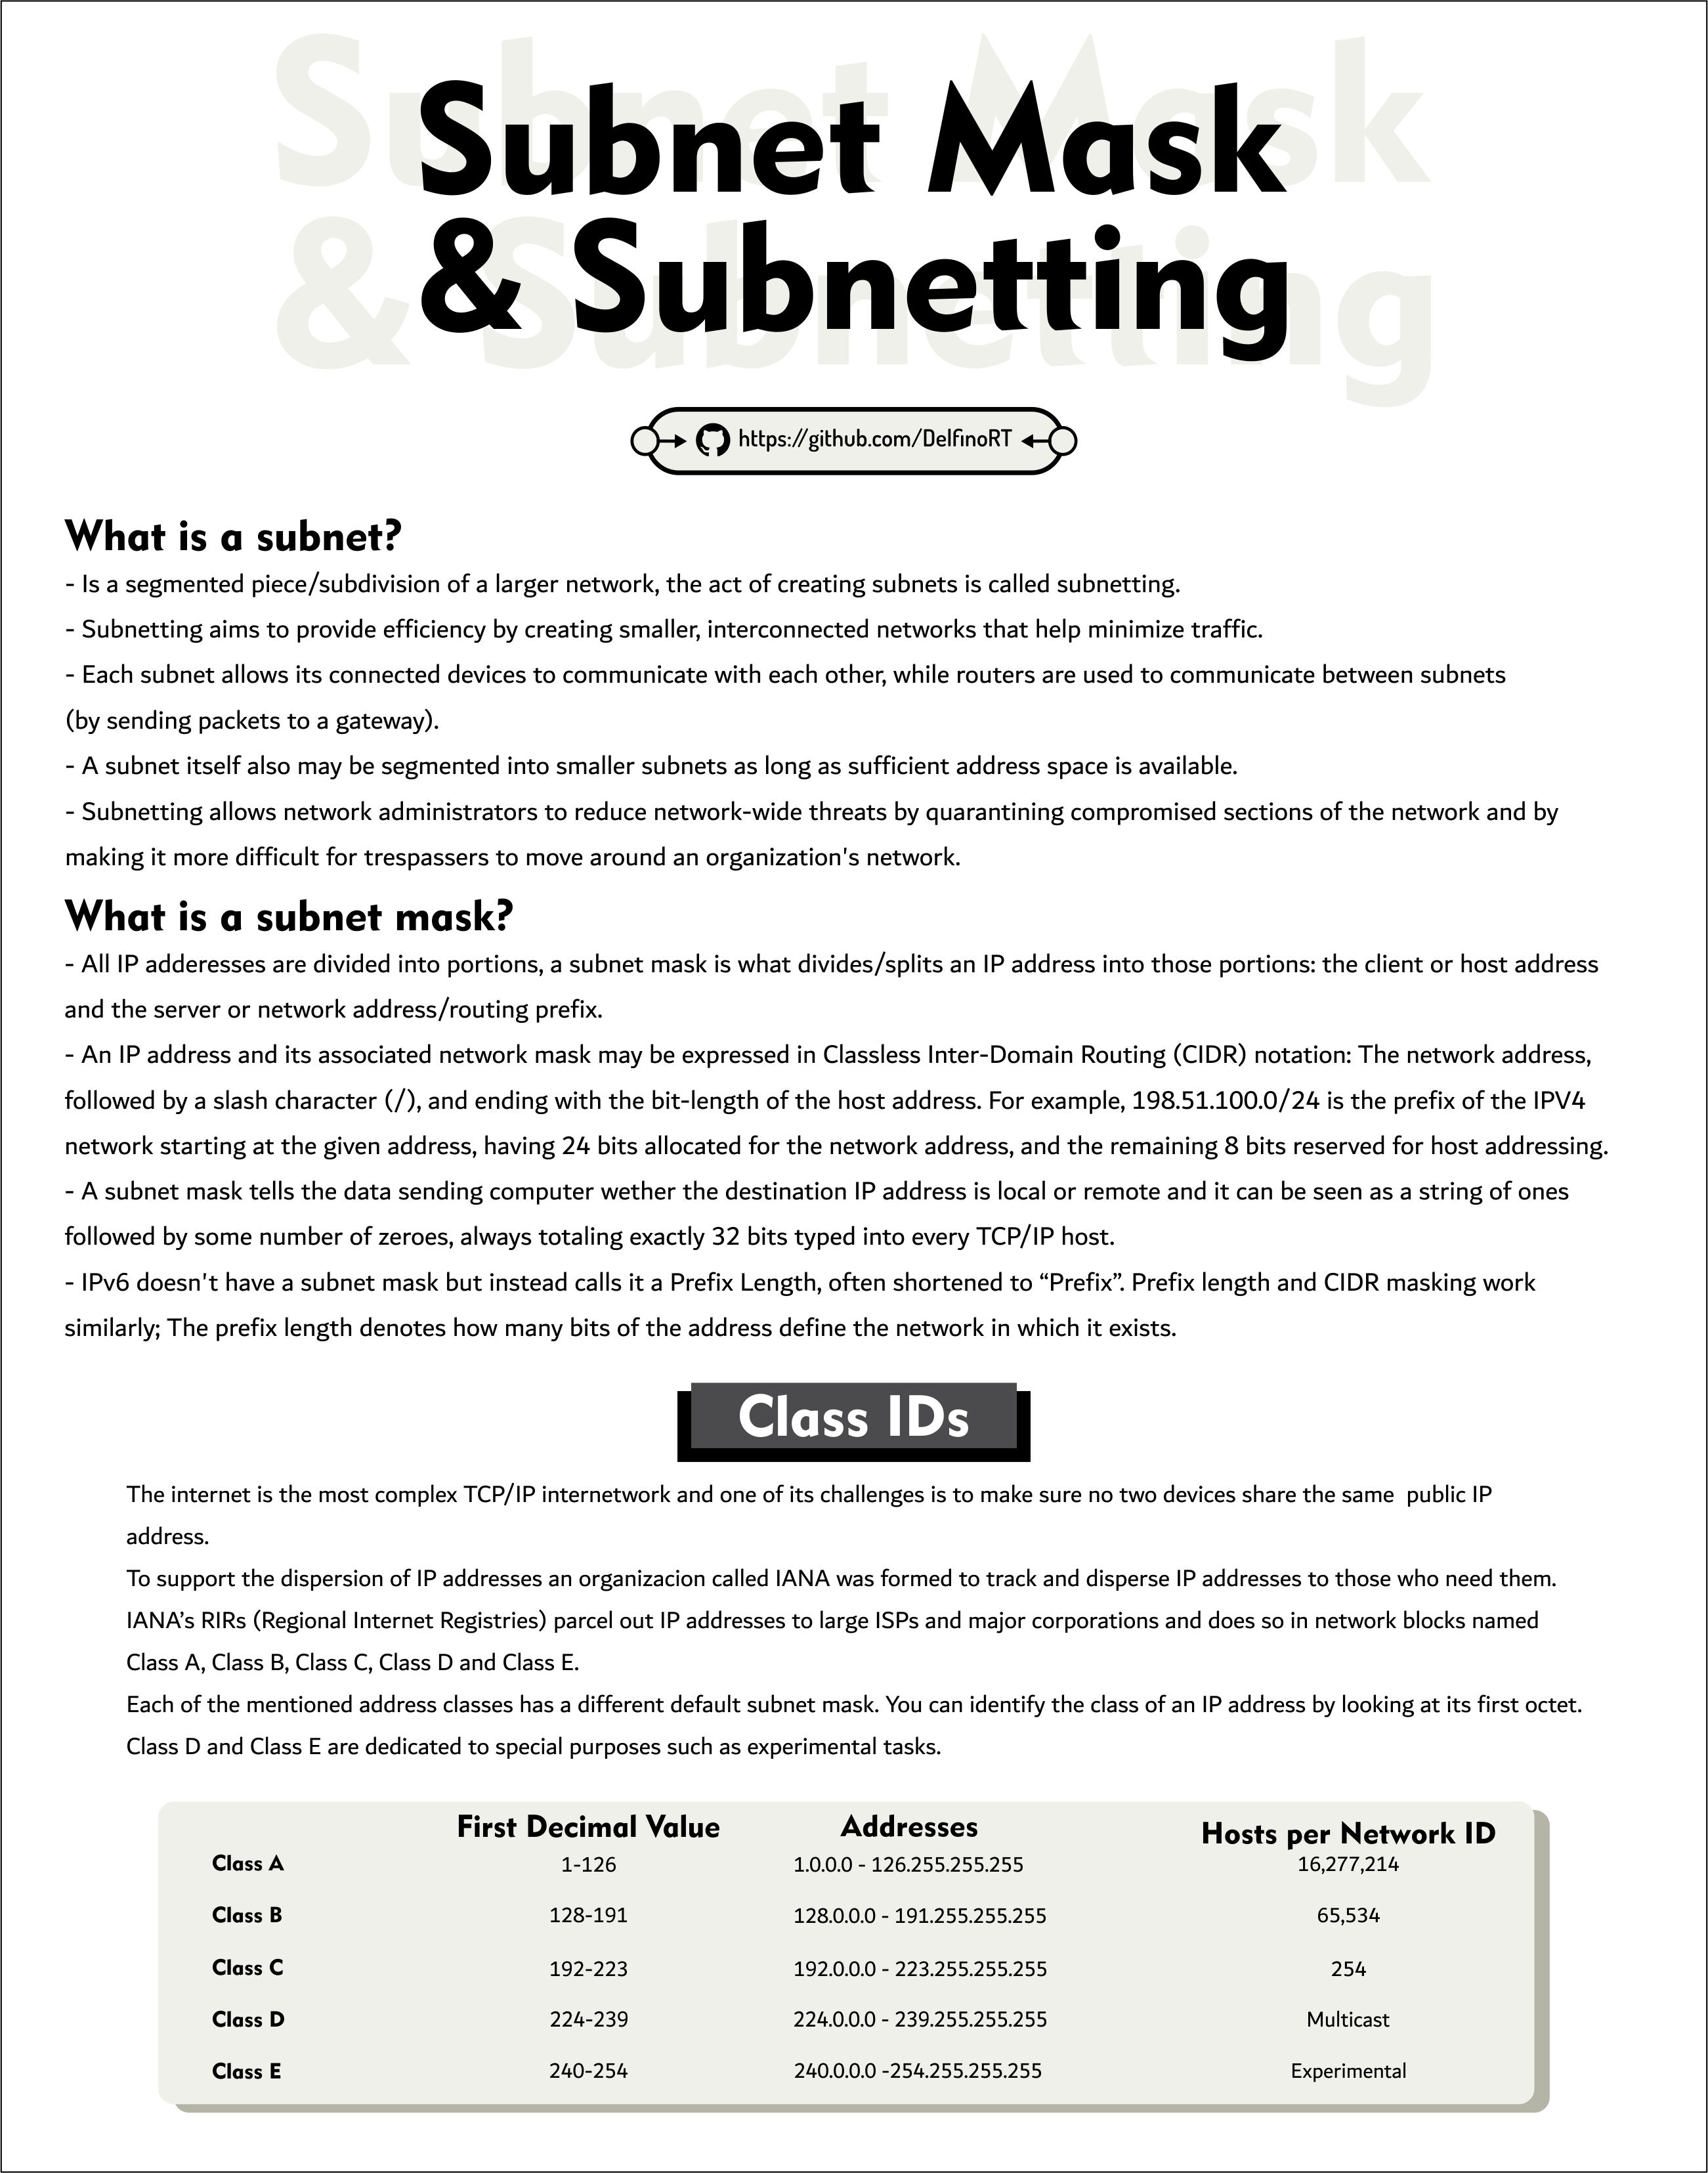 Subnet Mask
& Subnetting
https://github.com/DelfinoRT
What is a subnet?
- Is a segmented piece/subdivision of a larger network, the act of creating subnets is called subnetting.
- Subnetting aims to provide efficiency by creating smaller, interconnected networks that help minimize traffic.
- Each subnet allows its connected devices to communicate with each other, while routers are used to communicate between subnets
(by sending packets to a gateway).
- A subnet itself also may be segmented into smaller subnets as long as sufficient address space is available.
- Subnetting allows network administrators to reduce network-wide threats by quarantining compromised sections of the network and by
making it more difficult for trespassers to move around an organization's network.
What is a subnet mask?
- All IP adderesses are divided into portions, a subnet mask is what divides/splits an IP address into those portions: the client or host address
and the server or network address/routing prefix.
- An IP address and its associated network mask may be expressed in Classless Inter-Domain Routing (CIDR) notation: The network address,
followed by a slash character (/), and ending with the bit-length of the host address. For example, 198.51.100.0/24 is the prefix of the IPV4
network starting at the given address, having 24 bits allocated for the network address, and the remaining 8 bits reserved for host addressing.
- A subnet mask tells the data sending computer wether the destination IP address is local or remote and it can be seen as a string of ones
followed by some number of zeroes, always totaling exactly 32 bits typed into every TCP/IP host.
- IPv6 doesn't have a subnet mask but instead calls it a Prefix Length, often shortened to “Prefix”. Prefix length and CIDR masking work
similarly; The prefix length denotes how many bits of the address define the network in which it exists.
Class IDs
The internet is the most complex TCP/IP internetwork and one of its challenges is to make sure no two devices share the same  public IP
address.
To support the dispersion of IP addresses an organizacion called IANA was formed to track and disperse IP addresses to those who need them.
IANA’s RIRs (Regional Internet Registries) parcel out IP addresses to large ISPs and major corporations and does so in network blocks named
Class A, Class B, Class C, Class D and Class E.
Each of the mentioned address classes has a different default subnet mask. You can identify the class of an IP address by looking at its first octet.
Class D and Class E are dedicated to special purposes such as experimental tasks.
First Decimal Value Addresses Hosts per Network ID
Class A 1-126 1.0.0.0 - 126.255.255.255 16,277,214
Class B 128-191 128.0.0.0 - 191.255.255.255 65,534
Class C 192-223 192.0.0.0 - 223.255.255.255 254
Class D 224-239 224.0.0.0 - 239.255.255.255 Multicast
Class E 240-254 240.0.0.0 -254.255.255.255 Experimental